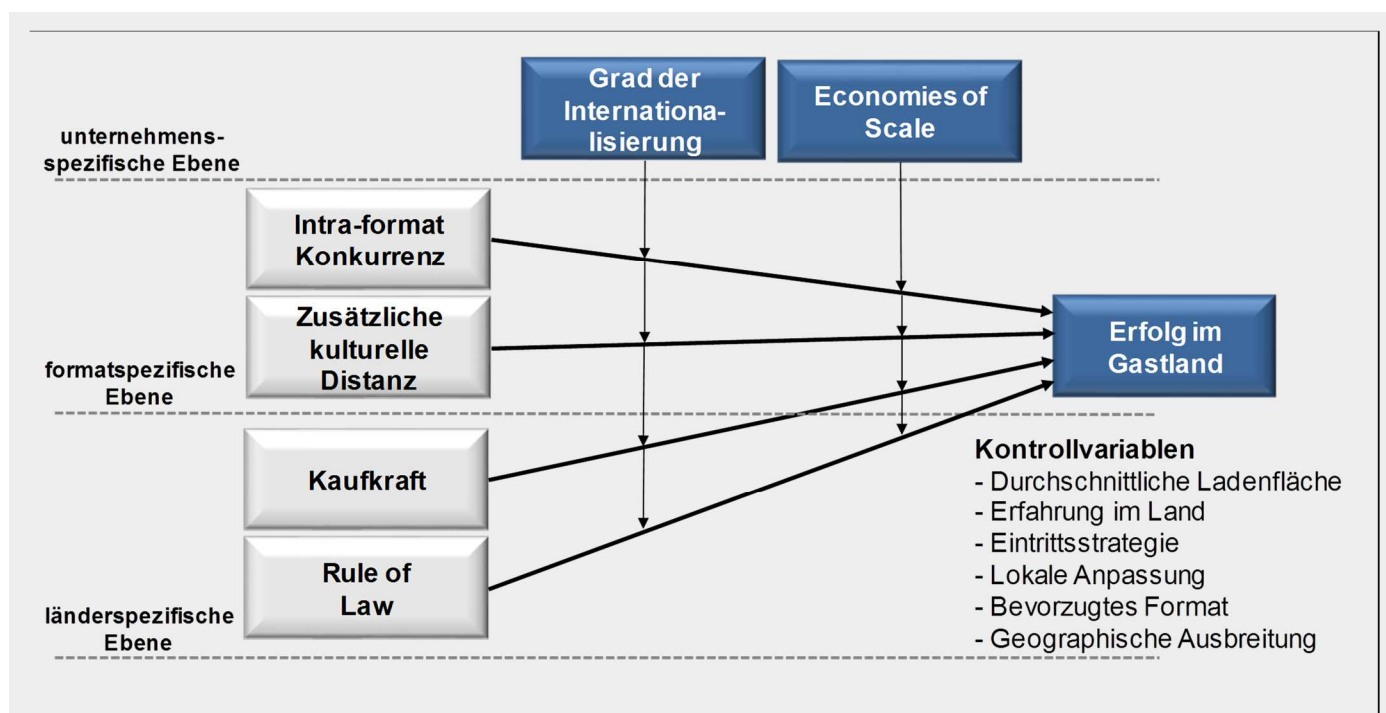 Grad der
Internationa-
lisierung
Economies of
Scale
unternehmens-
spezifische Ebene
Intra-format
Konkurrenz
Zusätzliche
kulturelle
Distanz
formatspezifische
Ebene
Erfolg im
Gastland
Kaufkraft
Rule of
Law
länderspezifische
Ebene
Kontrollvariablen
- Durchschnittliche Ladenfläche
- Erfahrung im Land
- Eintrittsstrategie
- Lokale Anpassung
- Bevorzugtes Format
- Geographische Ausbreitung